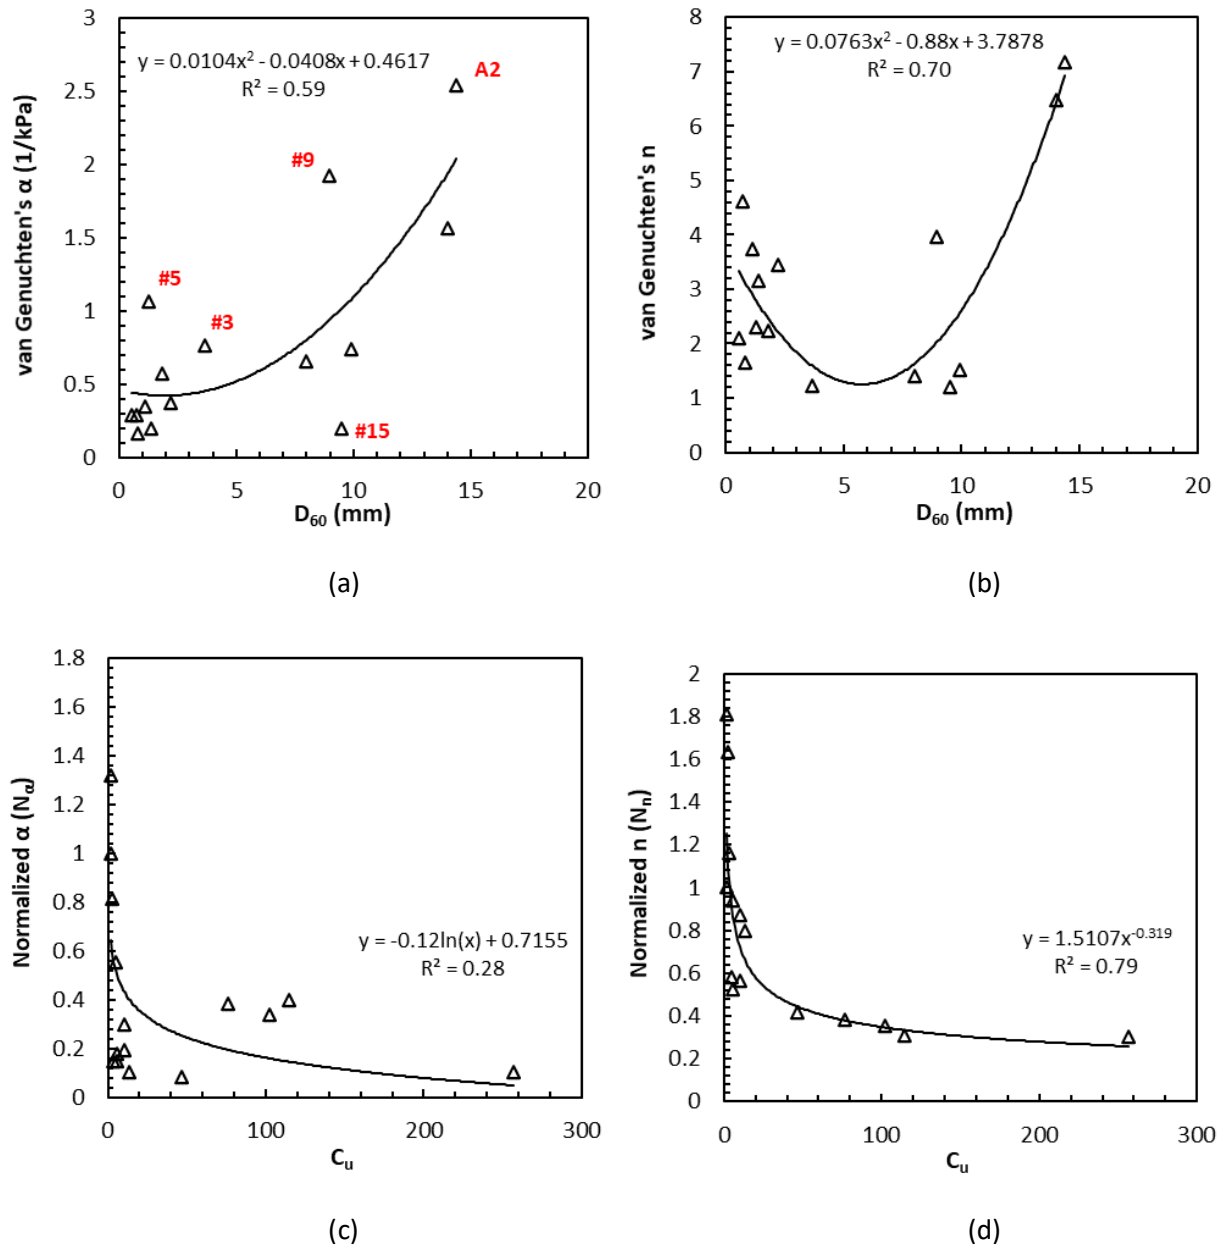 y = 0.0104x² - 0.0408x + 0.4617
R² = 0.59
A2
#9
#5
#3
#15
3
2.5
2
1.5
1
0.5
0
0 5 10 15 20
van Genuchten's α (1/kPa)
D₆₀ (mm)
(a)
y = 0.0763x² - 0.88x + 3.7878
R² = 0.70
8
7
6
5
4
3
2
1
0
0 5 10 15 20
van Genuchten's n
D₆₀ (mm)
(b)
1.8
1.6
1.4
1.2
1
0.8
0.6
0.4
0.2
0
0 100 200 300
Normalized α (Nα)
y = -0.12ln(x) + 0.7155
R² = 0.28
Cᵤ
(c)
2
1.8
1.6
1.4
1.2
1
0.8
0.6
0.4
0.2
0
0 100 200 300
Normalized n (Nₙ)
y = 1.5107x⁻⁰·³¹⁹
R² = 0.79
Cᵤ
(d)